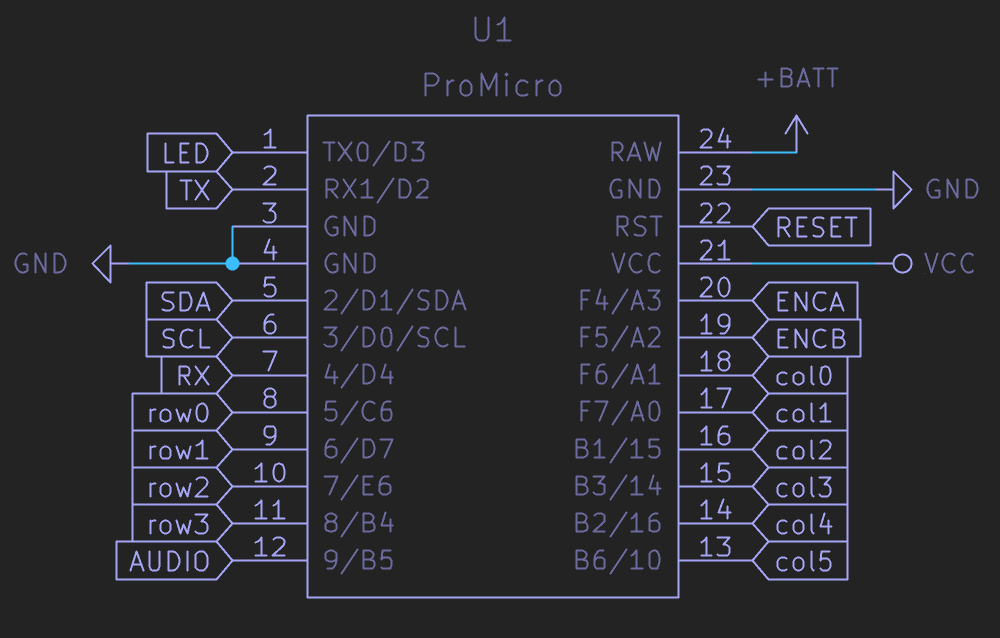 U1
ProMicro
+BATT
LED 1 TX0/D3 RAW 24
TX 2 RX1/D2 GND 23 GND
3 GND RST 22 RESET
GND 4 GND VCC 21 VCC
SDA 5 2/D1/SDA F4/A3 20 ENCA
SCL 6 3/D0/SCL F5/A2 19 ENCB
RX 7 4/D4 F6/A1 18 col0
row0 8 5/C6 F7/A0 17 col1
row1 9 6/D7 B1/15 16 col2
row2 10 7/E6 B3/14 15 col3
row3 11 8/B4 B2/16 14 col4
AUDIO 12 9/B5 B6/10 13 col5